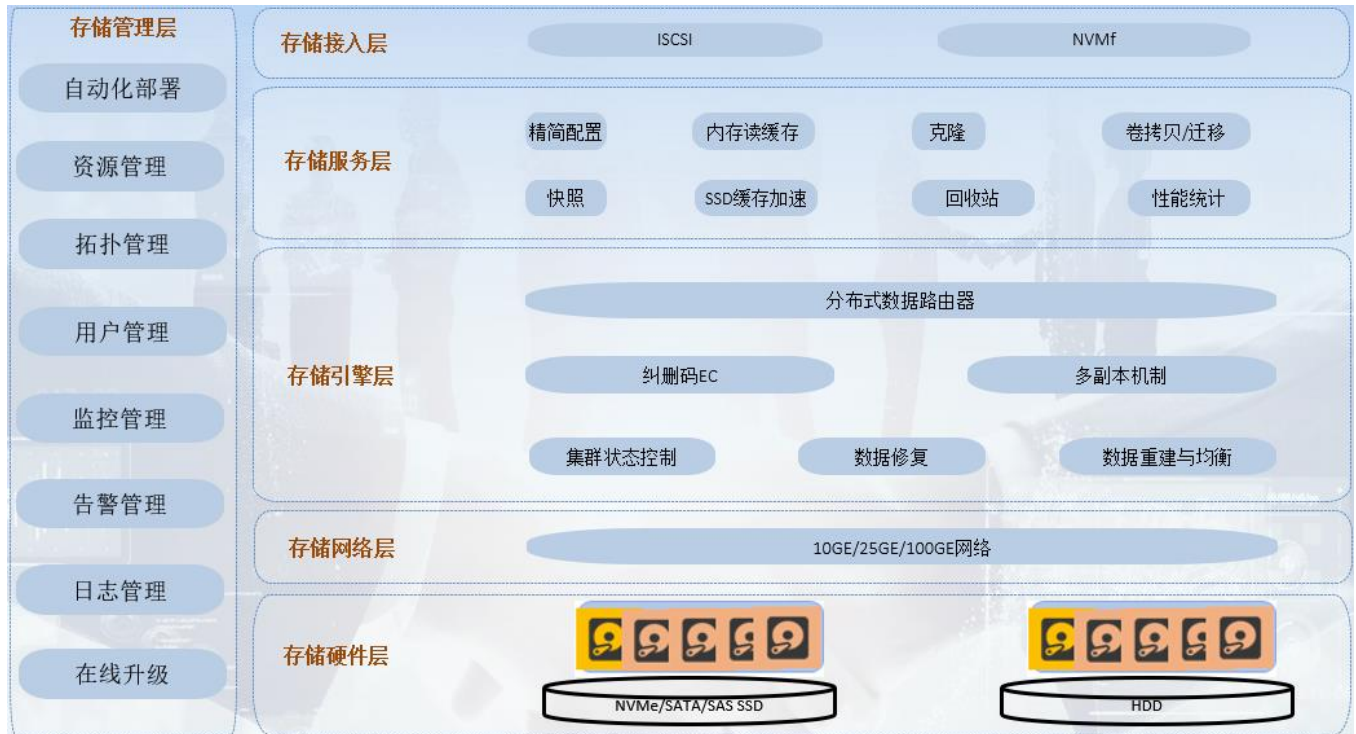 存储管理层
自动化部署
资源管理
拓扑管理
用户管理
监控管理
告警管理
日志管理
在线升级
存储接入层
ISCSI
NVMf
存储服务层
精简配置
内存读缓存
克隆
卷拷贝/迁移
快照
SSD缓存加速
回收站
性能统计
存储引擎层
分布式数据路由器
纠删码EC
多副本机制
集群状态控制
数据修复
数据重建与均衡
存储网络层
10GE/25GE/100GE网络
存储硬件层
NVMe/SATA/SAS SSD
HDD